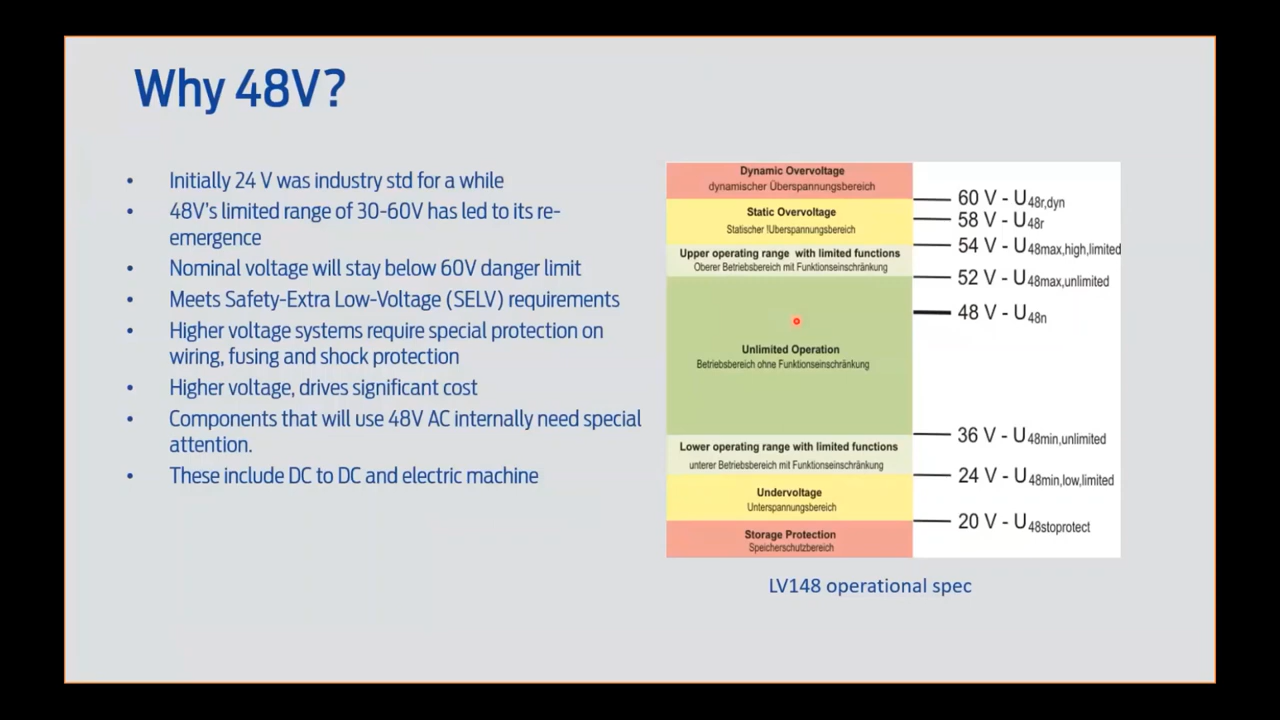 Why 48V?
• Initially 24 V was industry std for a while
• 48V's limited range of 30-60V has led to its re-
emergence
• Nominal voltage will stay below 60V danger limit
• Meets Safety-Extra Low-Voltage (SELV) requirements
• Higher voltage systems require special protection on
wiring, fusing and shock protection
• Higher voltage, drives significant cost
• Components that will use 48V AC internally need special
attention.
• These include DC to DC and electric machine
Dynamic Overvoltage
dynamischer Überspannungsbereich
60 V - U48r,dyn
Static Overvoltage
58 V - U48r
Statischer !Uberspannungsbereich
54 V - U48max,high,limited
Upper operating range with limited functions
Oberer Betriebsbereich mit Funktionseinschränkung
52 V - U48max,unlimited
48 V - U48n
Unlimited Operation
Betriebsbereich ohne Funktionseinschränkung
36 V - U48min,unlimited
Lower operating range with limited functions
unterer Betriebsbereich mit Funktionseinschränkung
24 V - U48min,low,limited
Undervoltage
Unterspannungsbereich
20 V - U48stoprotect
Storage Protection
Speicherschutzbereich
LV148 operational spec